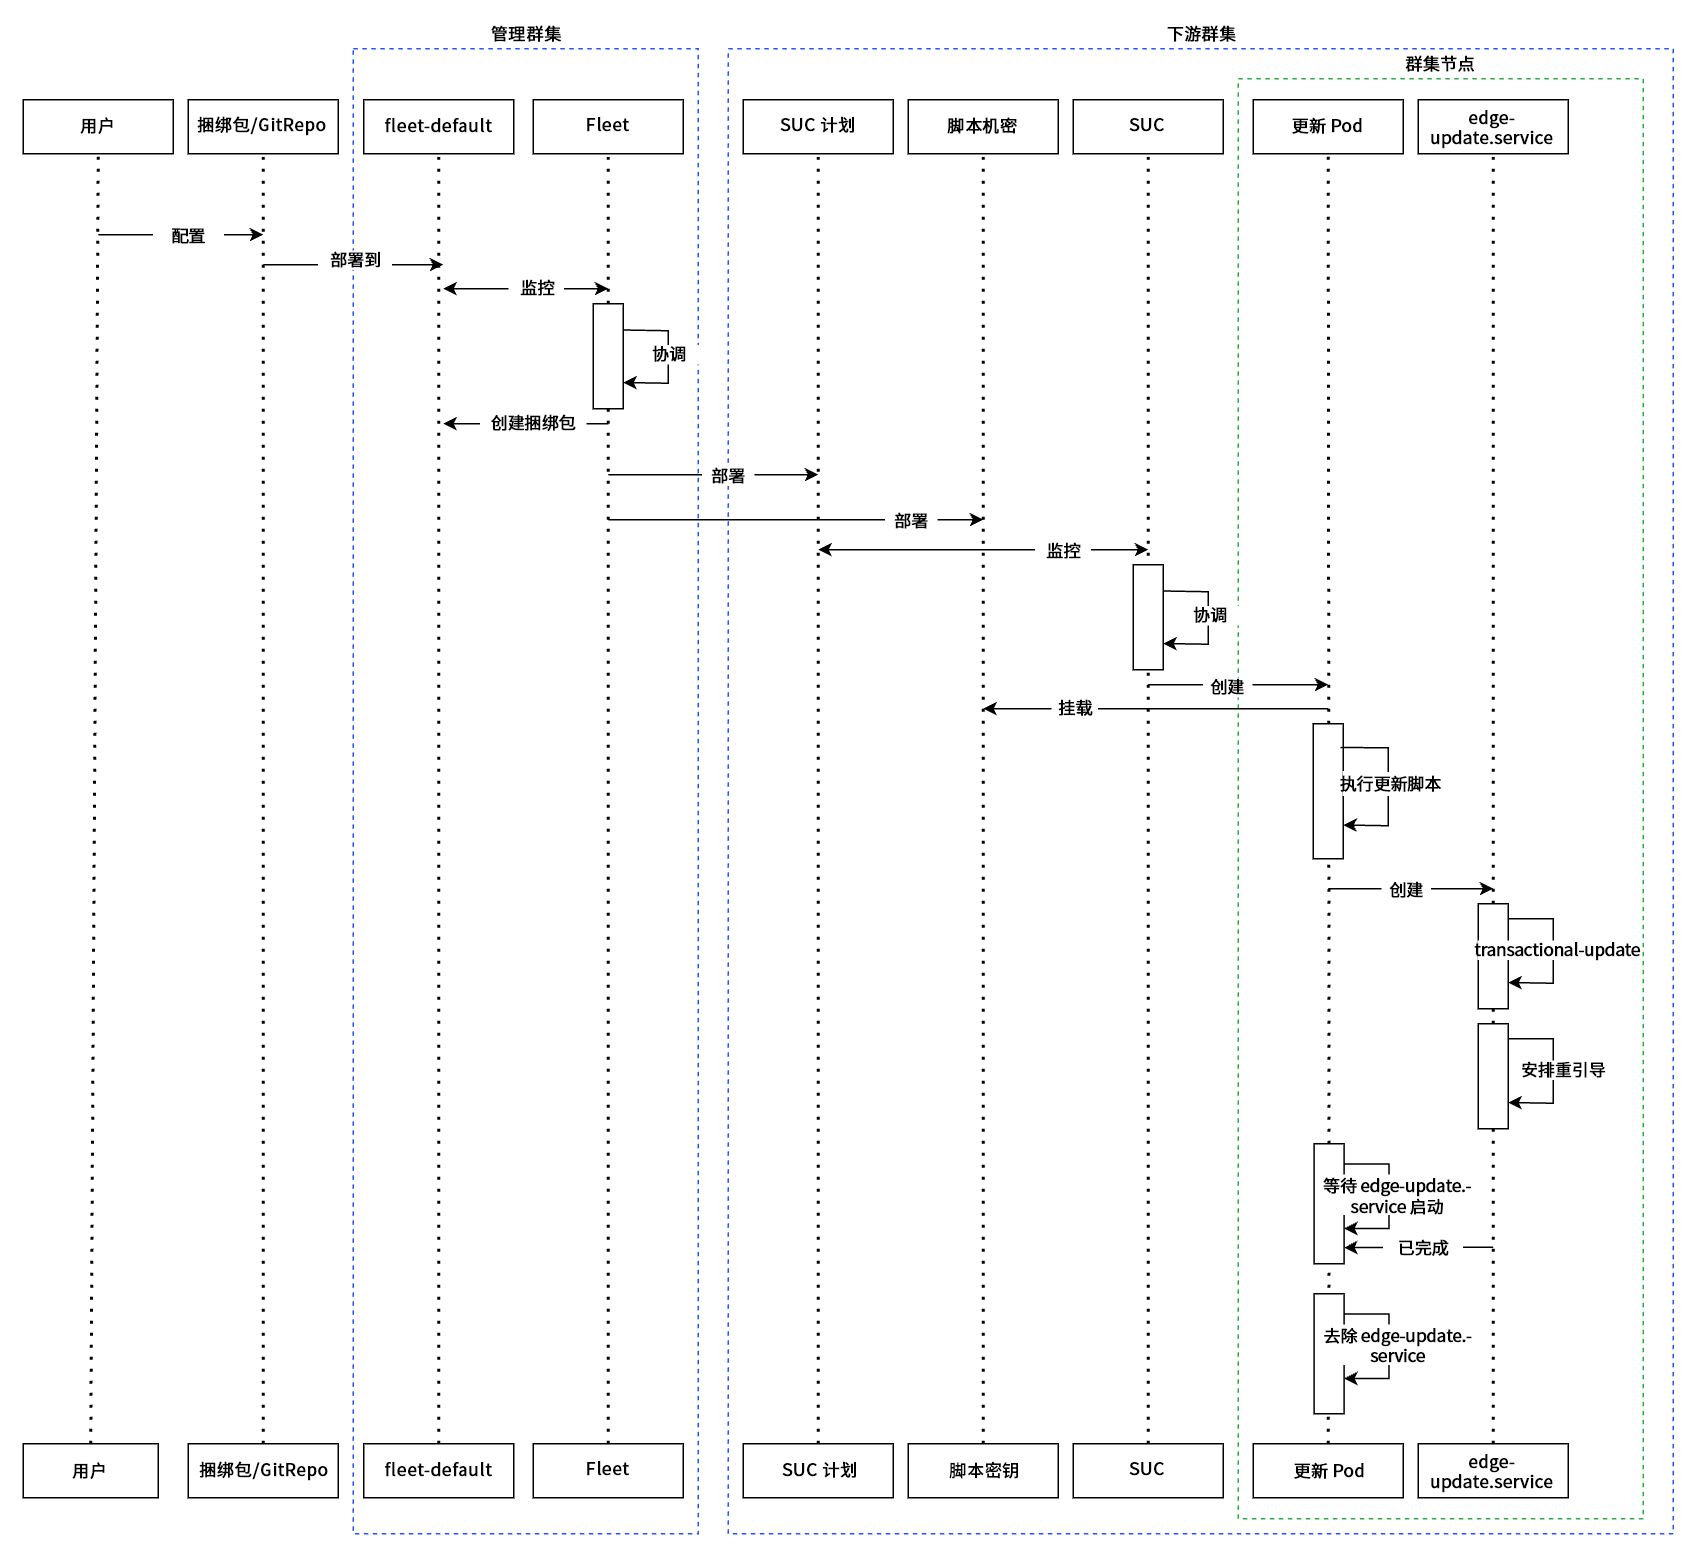 管理群集
下游群集
群集节点
用户
捆绑包/GitRepo
fleet-default
Fleet
SUC 计划
脚本机密
SUC
更新 Pod
edge-
update.service
配置
部署到
监控
协调
创建捆绑包
部署
部署
监控
协调
创建
挂载
执行更新脚本
创建
transactional-update
安排重引导
等待 edge-update.-
service 启动
已完成
去除 edge-update.-
service
用户
捆绑包/GitRepo
fleet-default
Fleet
SUC 计划
脚本密钥
SUC
更新 Pod
edge-
update.service